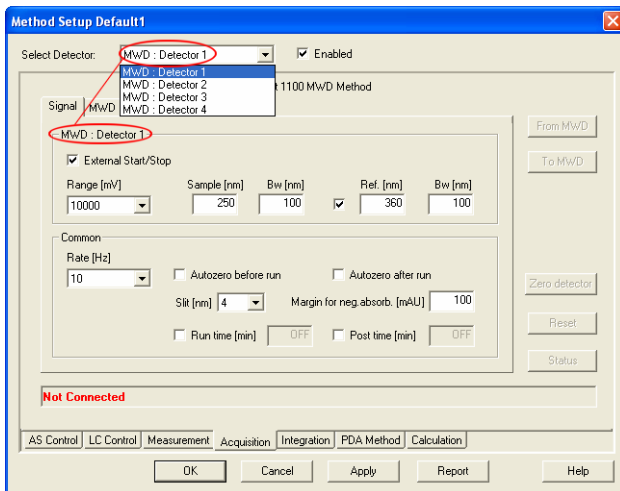 Method Setup Default1
Select Detector: MWD : Detector 1 Enabled
MWD : Detector 1
MWD : Detector 2
MWD : Detector 3
MWD : Detector 4
t 1100 MWD Method
Signal MWD
From MWD
MWD : Detector 1
To MWD
External Start/Stop
Range [mV] Sample [nm] Bw [nm] Ref. [nm] Bw [nm]
10000 250 100 360 100
Common
Rate [Hz]
10 Autozero before run Autozero after run
Zero detector
Slit [nm] 4 Margin for neg.absorb. [mAU] 100
Reset
Run time [min] OFF Post time [min] OFF
Status
Not Connected
AS Control LC Control Measurement Acquisition Integration PDA Method Calculation
OK Cancel Apply Report Help